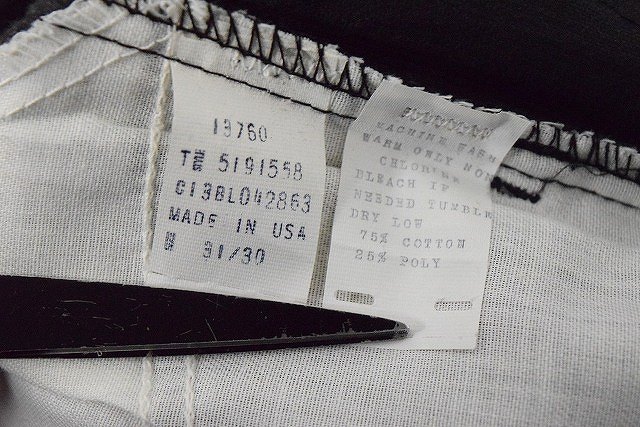 13760
5191558
C13BL042863
MADE IN USA
31/30
MACHINE WASH
WARM ONLY NON
CHLORINE
BLEACH IF
NEEDED TUMBLE
DRY LOW
75% COTTON
25% POLY